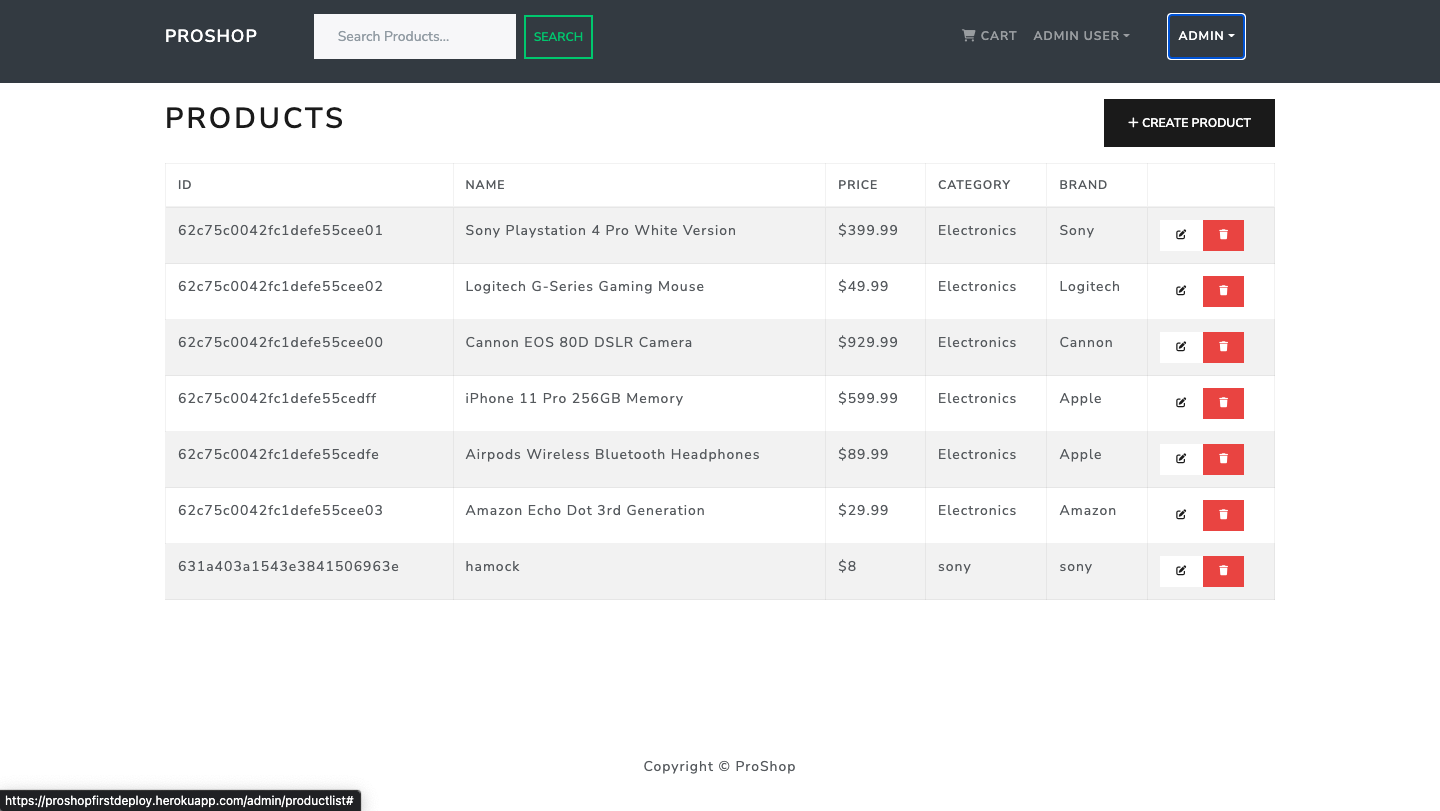 PROSHOP Search Products... SEARCH CART ADMIN USER ADMIN
PRODUCTS + CREATE PRODUCT
ID NAME PRICE CATEGORY BRAND
62c75c0042fc1defe55cee01 Sony Playstation 4 Pro White Version $399.99 Electronics Sony
62c75c0042fc1defe55cee02 Logitech G-Series Gaming Mouse $49.99 Electronics Logitech
62c75c0042fc1defe55cee00 Cannon EOS 80D DSLR Camera $929.99 Electronics Cannon
62c75c0042fc1defe55cedff iPhone 11 Pro 256GB Memory $599.99 Electronics Apple
62c75c0042fc1defe55cedfe Airpods Wireless Bluetooth Headphones $89.99 Electronics Apple
62c75c0042fc1defe55cee03 Amazon Echo Dot 3rd Generation $29.99 Electronics Amazon
631a403a1543e3841506963e hamock $8 sony sony
Copyright © ProShop
https://proshopfirstdeploy.herokuapp.com/admin/productlist#